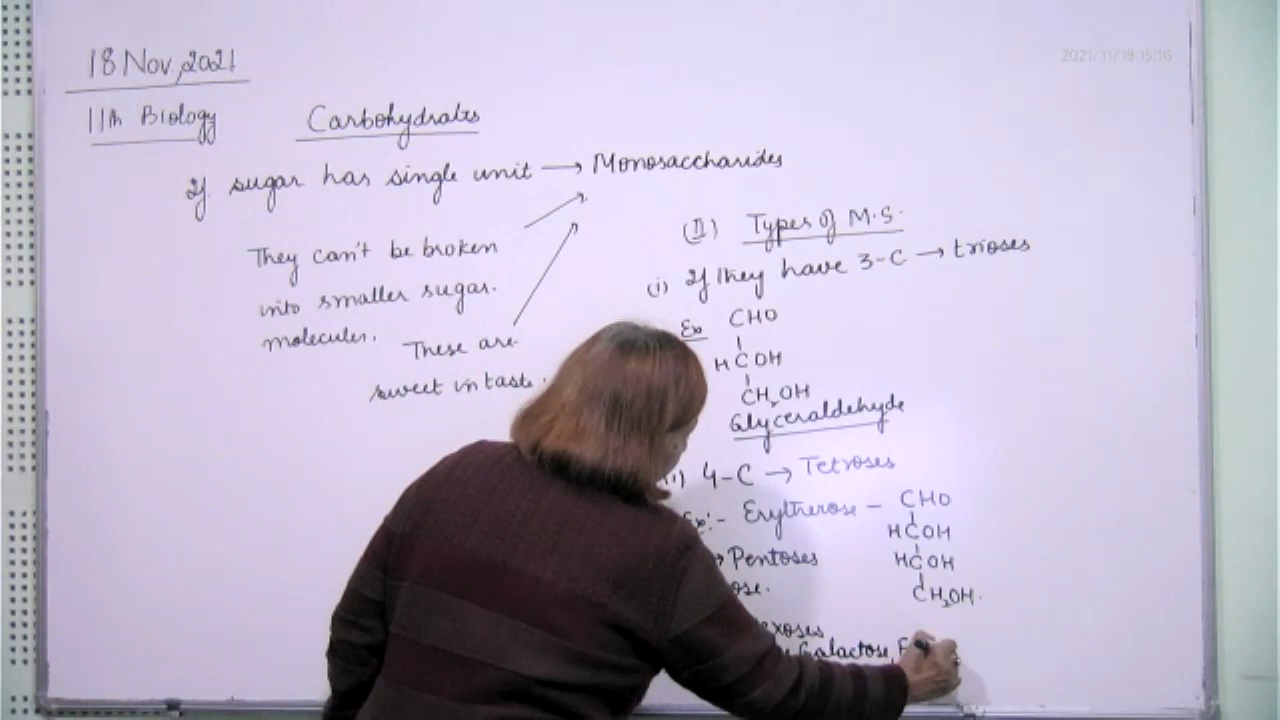 18 Nov, 2021
2021/11/18 15:16
11th Biology Carbohydrates
If sugar has single unit → Monosaccharides
They can't be broken
into smaller sugar.
molecules.
These are
sweet in taste.
(II) Types of M.S.
(i) If they have 3-C → trioses
Ex CHO
HCOH
CH2OH
Glyceraldehyde
4-C → Tetroses
Ex:- Erytherose - CHO
HCOH
HCOH
CH2OH.
→ Pentoses
Galactose,